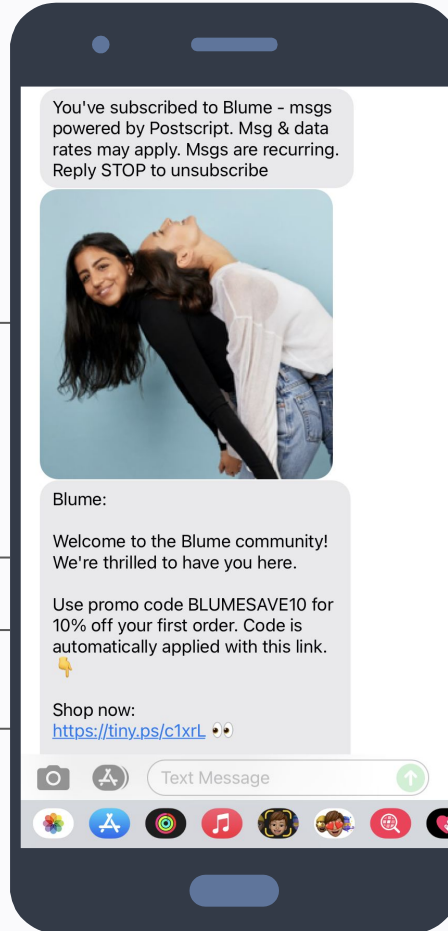 You've subscribed to Blume - msgs
powered by Postscript. Msg & data
rates may apply. Msgs are recurring.
Reply STOP to unsubscribe
Blume:
Welcome to the Blume community!
We're thrilled to have you here.
Use promo code BLUMESAVE10 for
10% off your first order. Code is
automatically applied with this link.
👇
Shop now:
https://tiny.ps/c1xrL 👀
Text Message